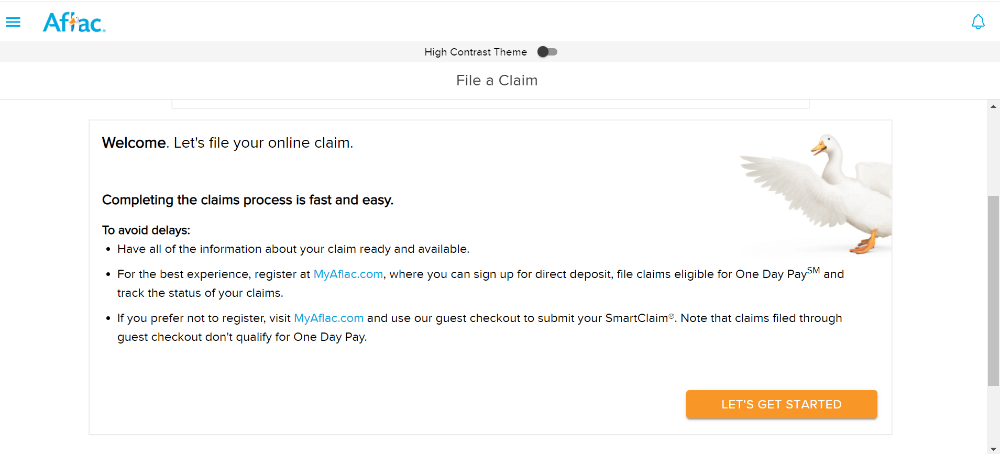 Aflac®
High Contrast Theme
File a Claim
Welcome. Let's file your online claim.
Completing the claims process is fast and easy.
To avoid delays:
• Have all of the information about your claim ready and available.
• For the best experience, register at MyAflac.com, where you can sign up for direct deposit, file claims eligible for One Day Pay℠ and
track the status of your claims.
• If you prefer not to register, visit MyAflac.com and use our guest checkout to submit your SmartClaim®. Note that claims filed through
guest checkout don't qualify for One Day Pay.
LET'S GET STARTED